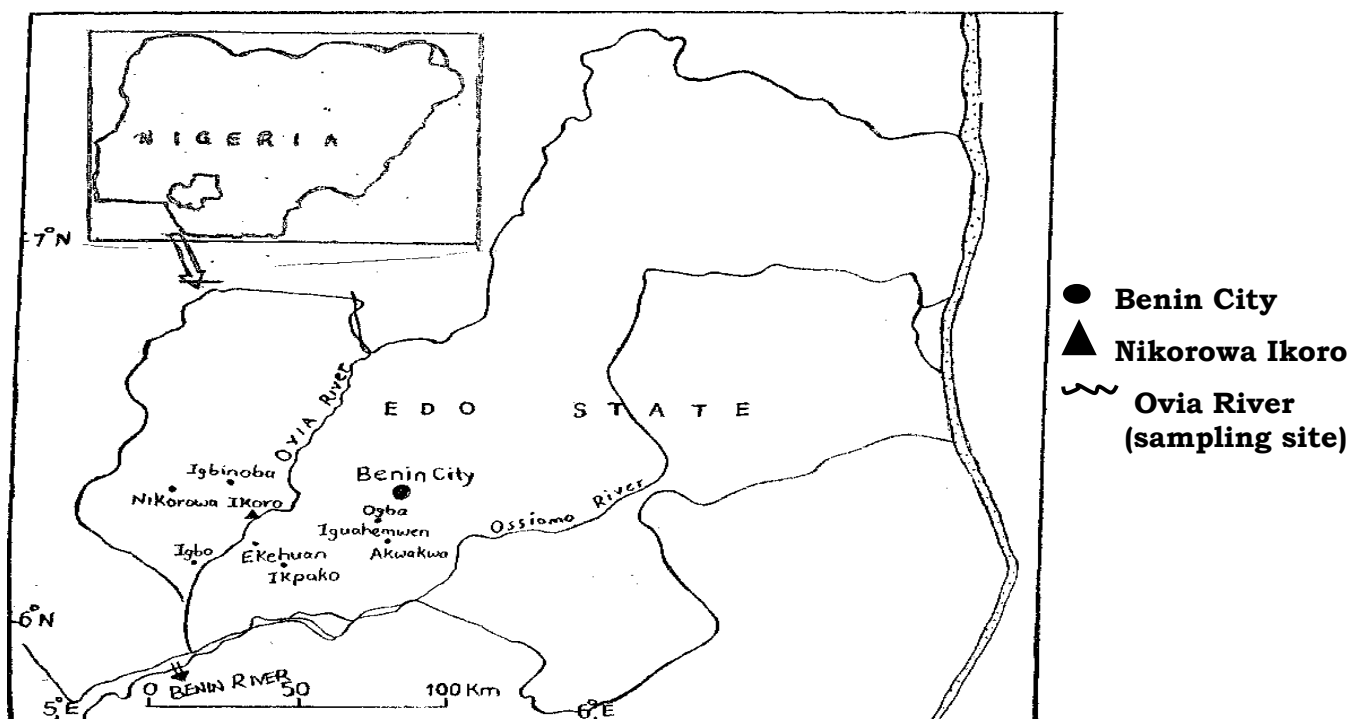 NIGERIA
7°N
OVIA River
EDO STATE
Igbinoba
Benin City
Nikorowa Ikoro
Ogba
Ossiomo River
Iguahemwen
Igbo
Ekehuan
Akwakwa
Ikpako
6°N
BENIN RIVER
0 50 100 Km
5°E
6°E
Benin City
Nikorowa Ikoro
Ovia River
(sampling site)